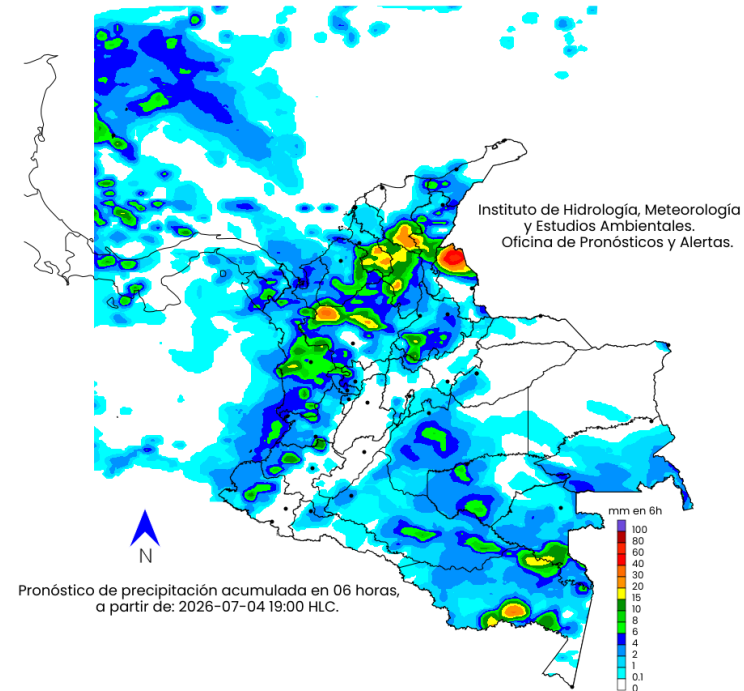 Instituto de Hidrología, Meteorología
y Estudios Ambientales.
Oficina de Pronósticos y Alertas.
mm en 6h
100
80
60
40
30
20
15
10
8
6
4
2
1
0.1
0
N
Pronóstico de precipitación acumulada en 06 horas,
a partir de: 2026-07-04 19:00 HLC.